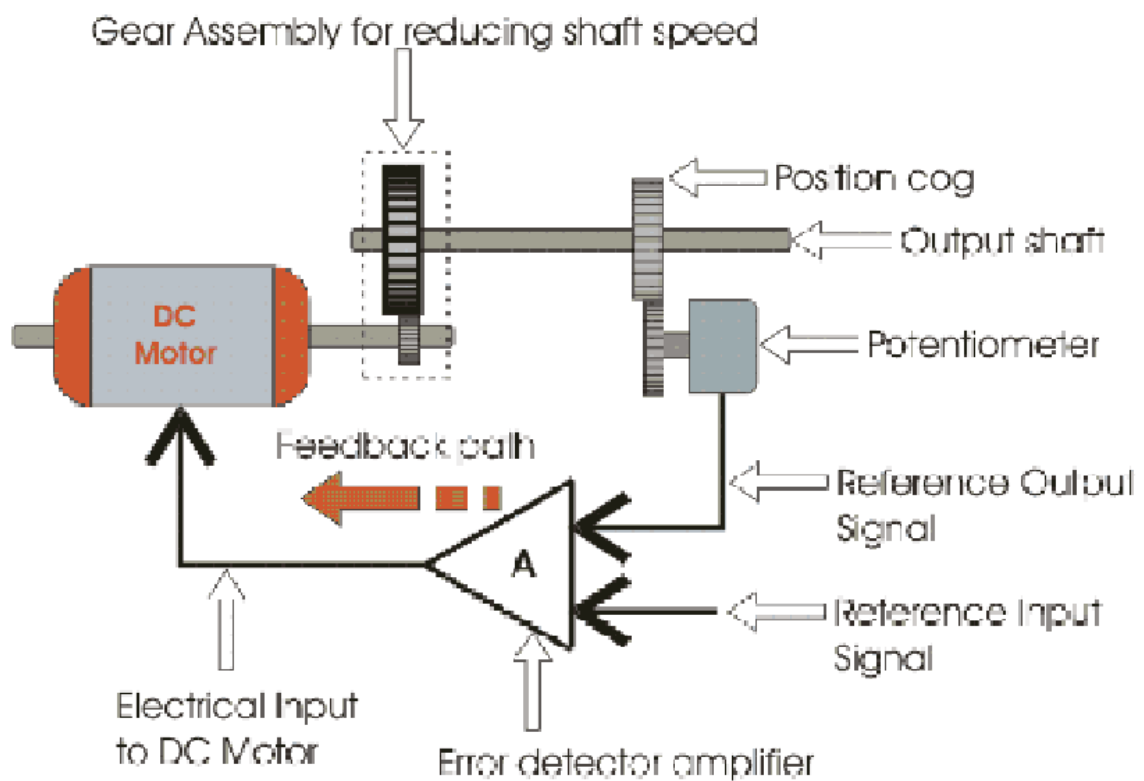 Gear Assembly for reducing shaft speed
Position cog
Output shaft
DC
Motor
Potentiometer
Feedback path
Reference Output
Signal
A
Reference Input
Signal
Electrical Input
to DC Motor
Error detector amplifier